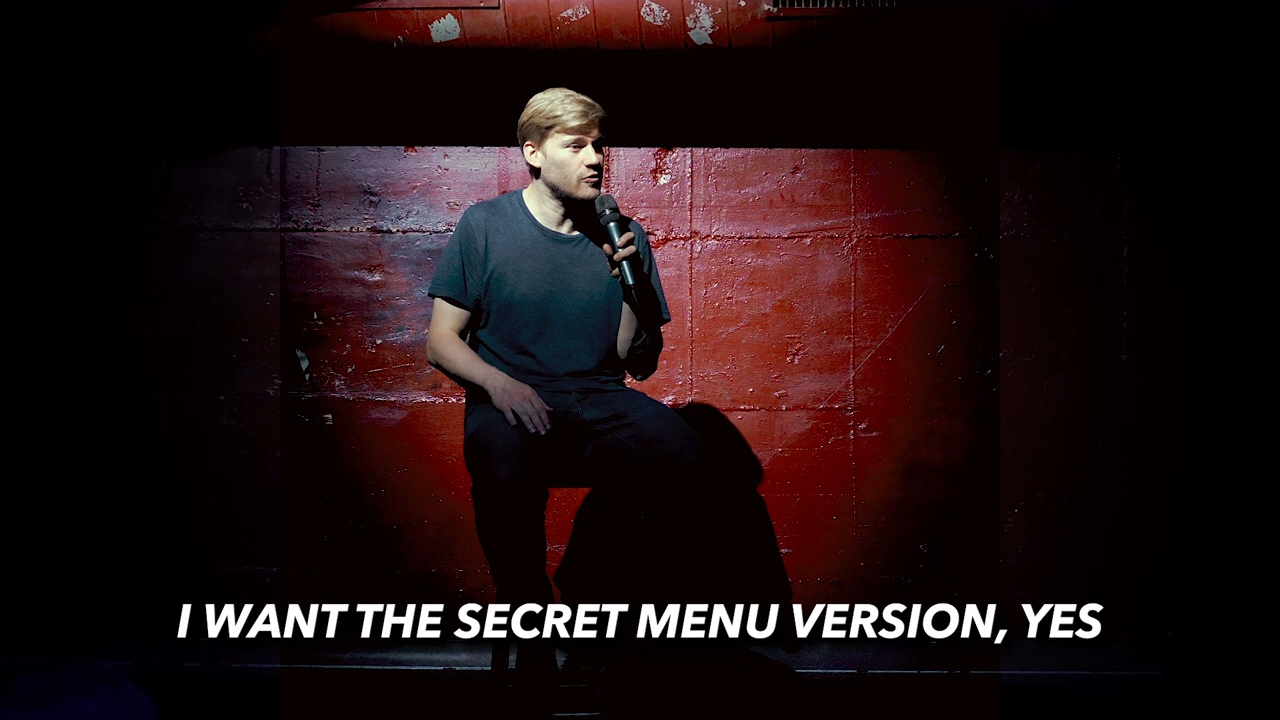 I WANT THE SECRET MENU VERSION, YES